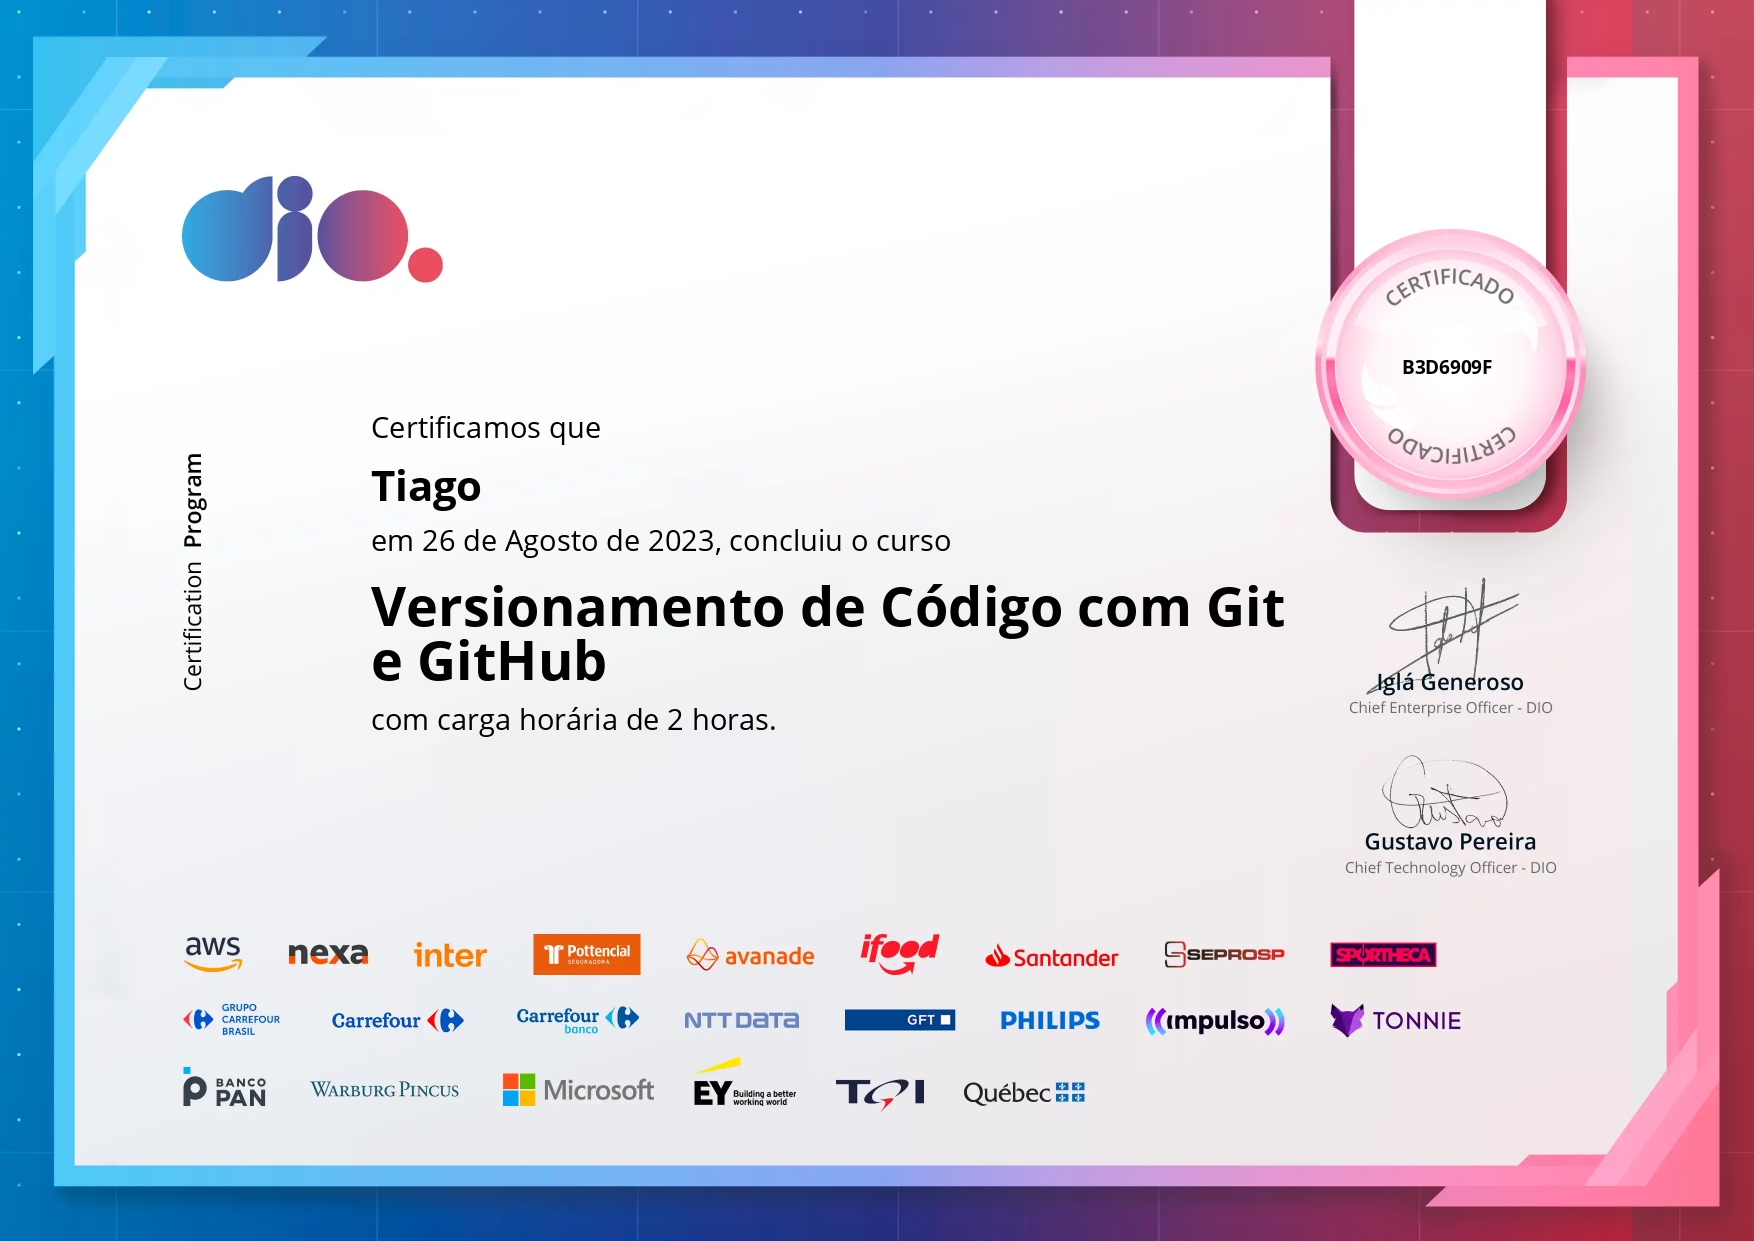 dio.
CERTIFICADO
B3D6909F
CERTIFICADO
Certification Program
Certificamos que
Tiago
em 26 de Agosto de 2023, concluiu o curso
Versionamento de Código com Git
e GitHub
com carga horária de 2 horas.
Iglá Generoso
Chief Enterprise Officer - DIO
Gustavo Pereira
Chief Technology Officer - DIO
aws nexa inter Pottencial SEGURADORA avanade ifood Santander SEPROSP SPORTHECA
GRUPO CARREFOUR BRASIL Carrefour Carrefour banco NTT DATA GFT PHILIPS impulso TONNIE
BANCO PAN WARBURG PINCUS Microsoft EY Building a better working world TQI Québec